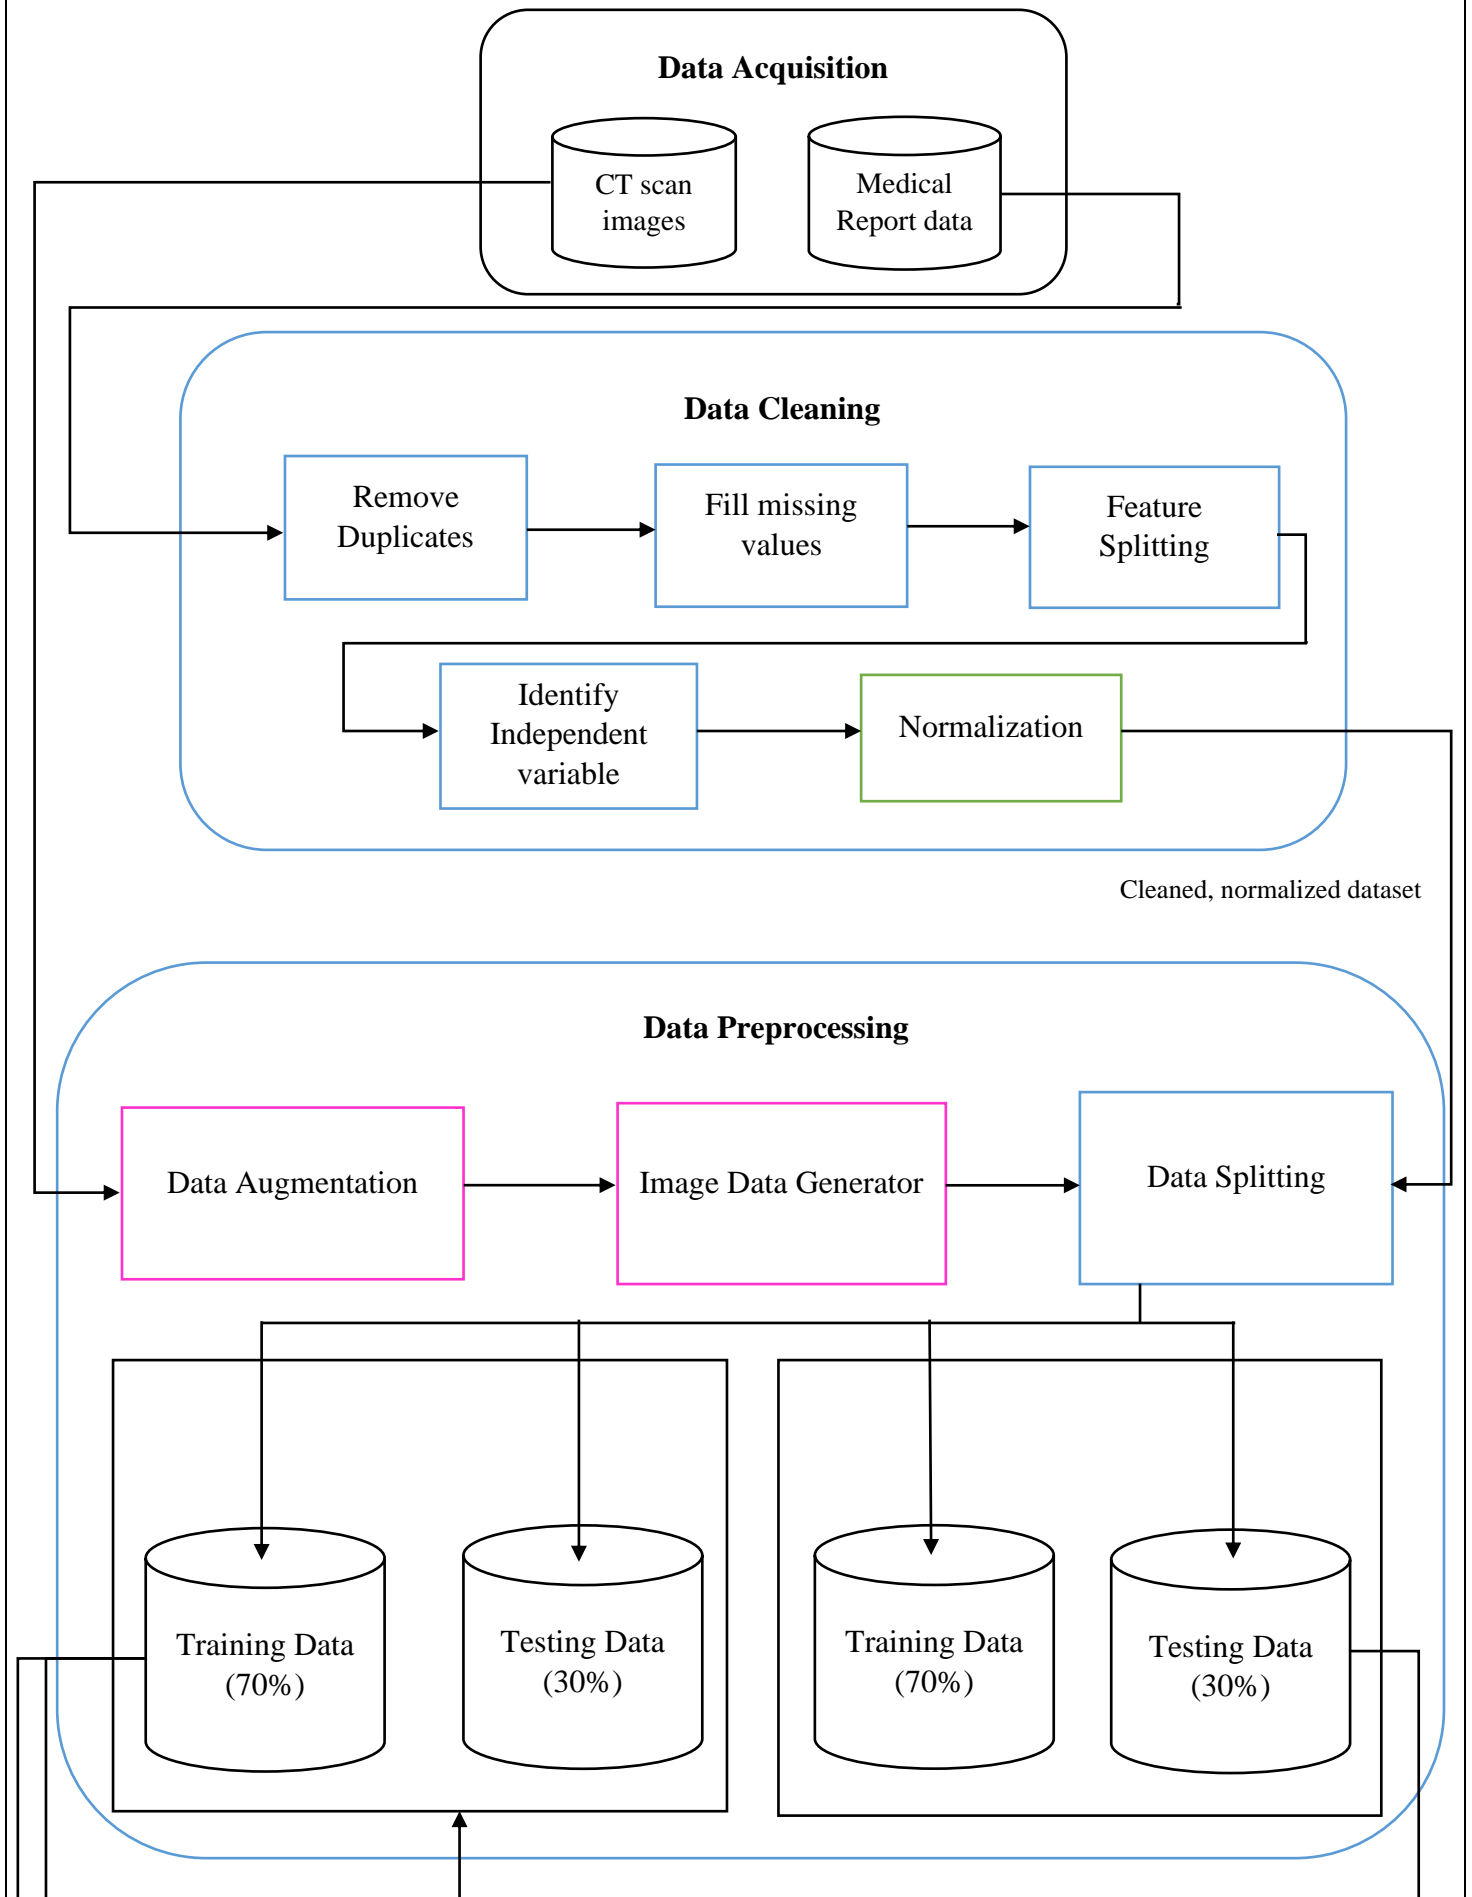 Data Acquisition
CT scan
images
Medical
Report data
Data Cleaning
Remove
Duplicates
Fill missing
values
Feature
Splitting
Identify
Independent
variable
Normalization
Cleaned, normalized dataset
Data Preprocessing
Data Augmentation
Image Data Generator
Data Splitting
Training Data
(70%)
Testing Data
(30%)
Training Data
(70%)
Testing Data
(30%)